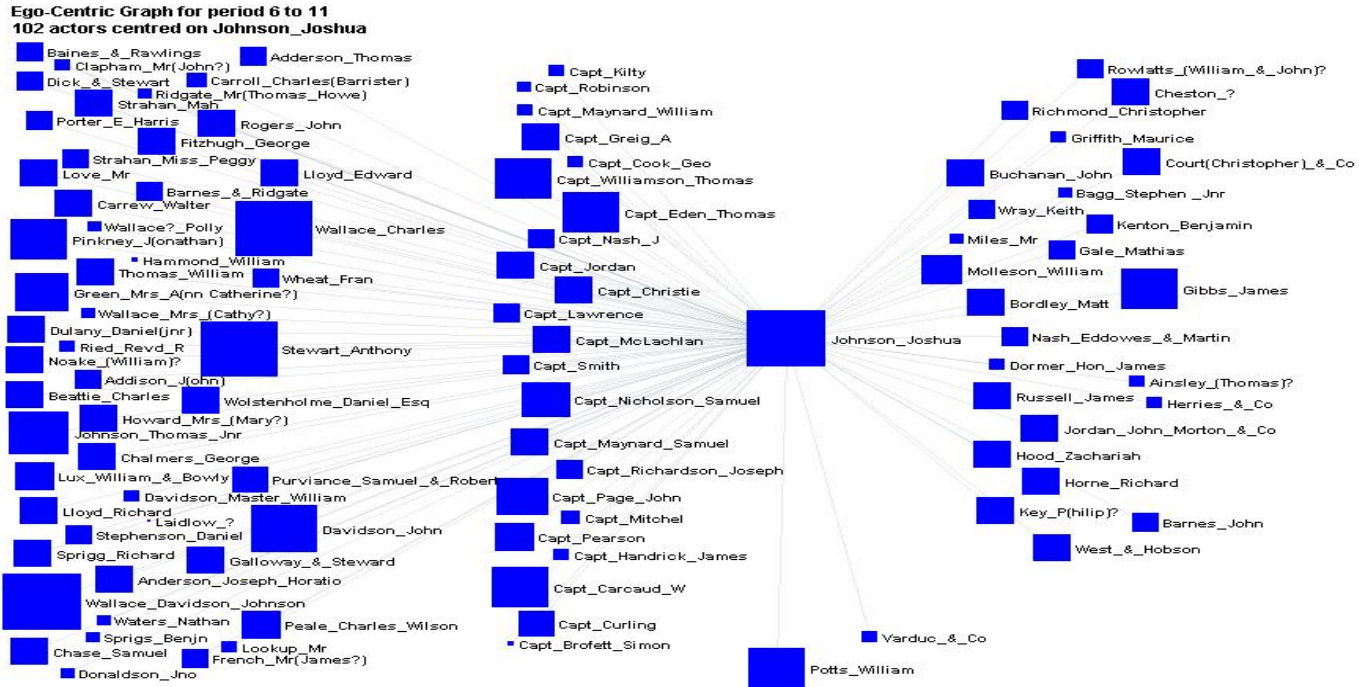 Ego-Centric Graph for period 6 to 11
102 actors centred on Johnson_Joshua
Baines_&_Rawlings
Adderson_Thomas
Clapham_Mr(John?)
Dick_&_Stewart
Carroll_Charles(Barrister)
Ridgate_Mr(Thomas_Howe)
Strahan_Mah
Porter_E_Harris
Rogers_John
Fitzhugh_George
Strahan_Miss_Peggy
Love_Mr
Lloyd_Edward
Barnes_&_Ridgate
Carrew_Walter
Wallace?_Polly
Wallace_Charles
Pinkney_J(onathan)
Hammond_William
Thomas_William
Wheat_Fran
Green_Mrs_A(nn Catherine?)
Wallace_Mrs_(Cathy?)
Dulany_Daniel(jnr)
Ried_Revd_R
Stewart_Anthony
Noake_(William)?
Addison_J(ohn)
Beattie_Charles
Wolstenholme_Daniel_Esq
Howard_Mrs_(Mary?)
Johnson_Thomas_Jnr
Chalmers_George
Lux_William_&_Bowly
Purviance_Samuel_&_Robert
Davidson_Master_William
Lloyd_Richard
Laidlow_?
Stephenson_Daniel
Davidson_John
Sprigg_Richard
Galloway_&_Steward
Anderson_Joseph_Horatio
Wallace_Davidson_Johnson
Waters_Nathan
Peale_Charles_Wilson
Sprigs_Benjn
Lookup_Mr
Chase_Samuel
French_Mr(James?)
Donaldson_Jno
Capt_Kilty
Capt_Robinson
Capt_Maynard_William
Capt_Greig_A
Capt_Cook_Geo
Capt_Williamson_Thomas
Capt_Eden_Thomas
Capt_Nash_J
Capt_Jordan
Capt_Christie
Capt_Lawrence
Capt_McLachlan
Capt_Smith
Capt_Nicholson_Samuel
Capt_Maynard_Samuel
Capt_Richardson_Joseph
Capt_Page_John
Capt_Mitchel
Capt_Pearson
Capt_Handrick_James
Capt_Carcaud_W
Capt_Curling
Capt_Brofett_Simon
Johnson_Joshua
Rowlatts_(William_&_John)?
Cheston_?
Richmond_Christopher
Griffith_Maurice
Court(Christopher)_&_Co
Buchanan_John
Bagg_Stephen _Jnr
Wray_Keith
Kenton_Benjamin
Miles_Mr
Gale_Mathias
Molleson_William
Gibbs_James
Bordley_Matt
Nash_Eddowes_&_Martin
Dormer_Hon_James
Ainsley_(Thomas)?
Russell_James
Herries_&_Co
Jordan_John_Morton_&_Co
Hood_Zachariah
Horne_Richard
Key_P(hilip)?
Barnes_John
West_&_Hobson
Varduc_&_Co
Potts_William